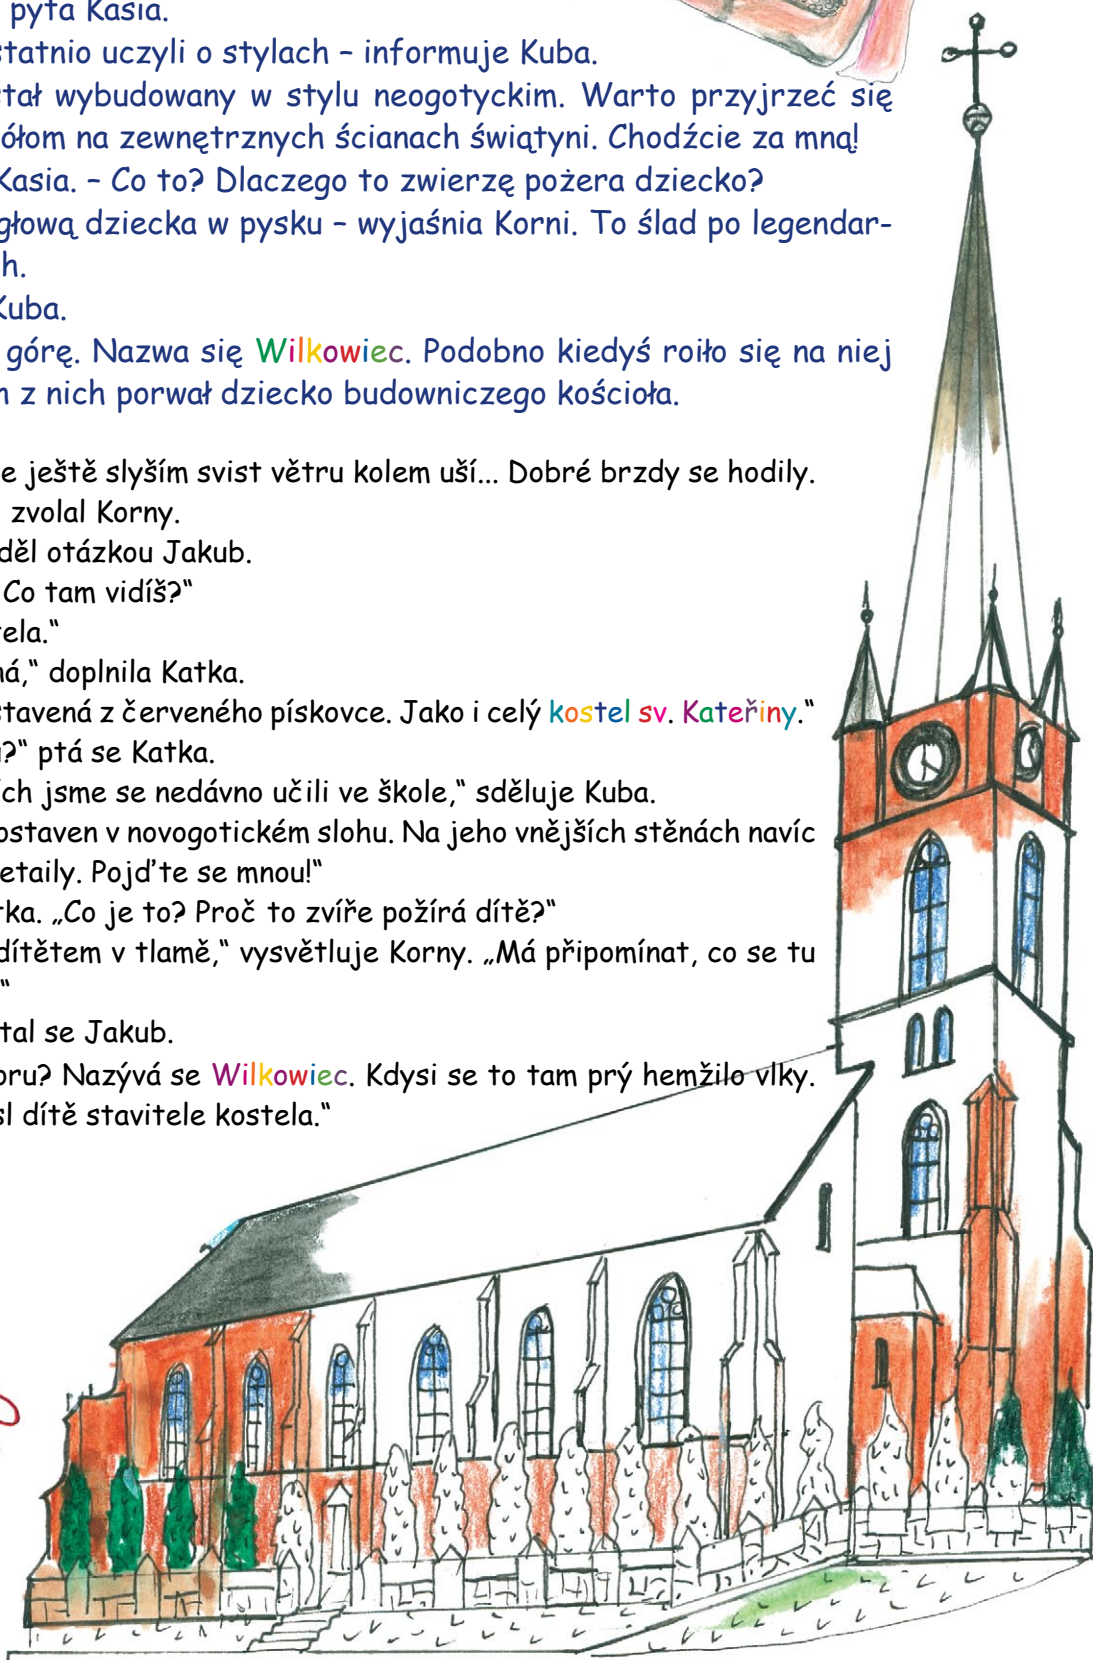 pyta Kasia.
statnio uczyli o stylach – informuje Kuba.
tał wybudowany w stylu neogotyckim. Warto przyjrzeć się
ółom na zewnętrznych ścianach świątyni. Chodźcie za mną!
Kasia. – Co to? Dlaczego to zwierzę pożera dziecko?
głową dziecka w pysku – wyjaśnia Korni. To ślad po legendar-
h.
Kuba.
górę. Nazwa się Wilkowiec. Podobno kiedyś roiło się na niej
z nich porwał dziecko budowniczego kościoła.
e ještě slyším svist větru kolem uší... Dobré brzdy se hodily.
zvolal Korny.
děl otázkou Jakub.
Co tam vidíš?“
tela.“
ná,“ doplnila Katka.
stavená z červeného pískovce. Jako i celý kostel sv. Kateřiny.“
?“ ptá se Katka.
ich jsme se nedávno učili ve škole,“ sděluje Kuba.
ostaven v novogotickém slohu. Na jeho vnějších stěnách navíc
etaily. Pojďte se mnou!“
tka. „Co je to? Proč to zvíře požírá dítě?“
dítětem v tlamě,“ vysvětluje Korny. „Má připomínat, co se tu
“
tal se Jakub.
oru? Nazývá se Wilkowiec. Kdysi se to tam prý hemžilo vlky.
sl dítě stavitele kostela.“